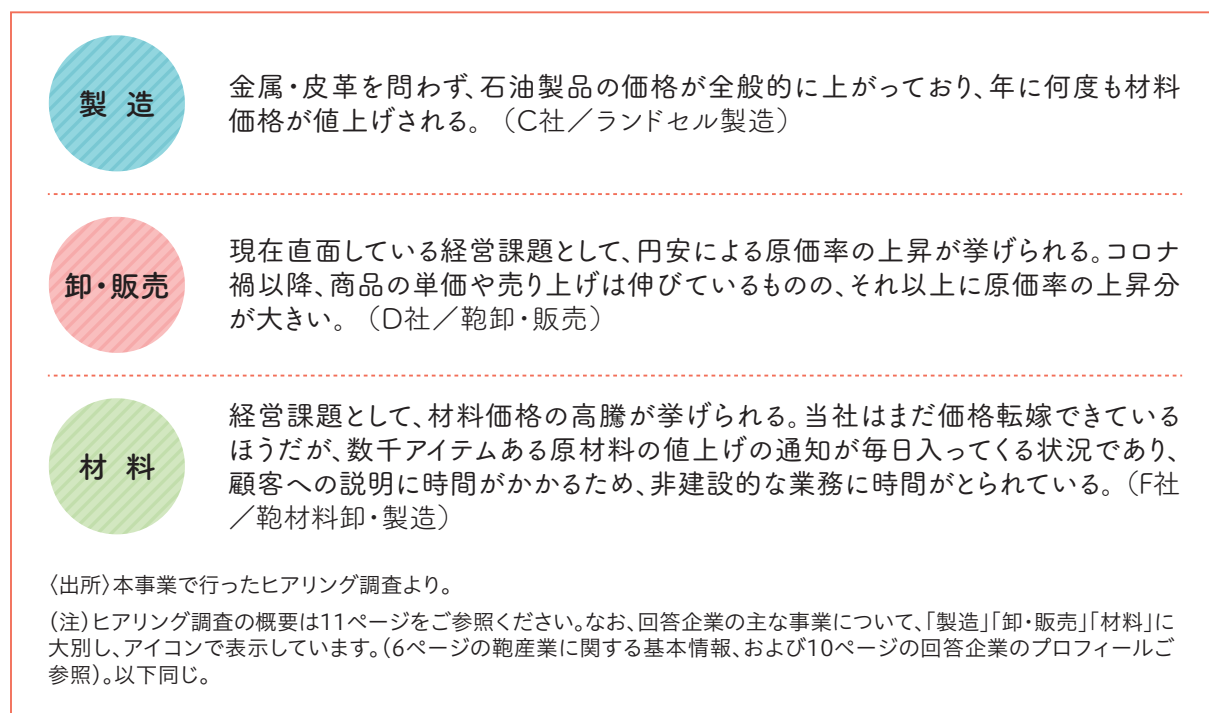 製造
金属・皮革を問わず、石油製品の価格が全般的に上がっており、年に何度も材料
価格が値上げされる。（C社／ランドセル製造）
卸・販売
現在直面している経営課題として、円安による原価率の上昇が挙げられる。コロナ
禍以降、商品の単価や売り上げは伸びているものの、それ以上に原価率の上昇分
が大きい。（D社／鞄卸・販売）
材料
経営課題として、材料価格の高騰が挙げられる。当社はまだ価格転嫁できている
ほうだが、数千アイテムある原材料の値上げの通知が毎日入ってくる状況であり、
顧客への説明に時間がかかるため、非建設的な業務に時間がとられている。（F社
／鞄材料卸・製造）
〈出所〉本事業で行ったヒアリング調査より。
（注）ヒアリング調査の概要は11ページをご参照ください。なお、回答企業の主な事業について、「製造」「卸・販売」「材料」に
大別し、アイコンで表示しています。（6ページの鞄産業に関する基本情報、および10ページの回答企業のプロフィールご
参照）。以下同じ。